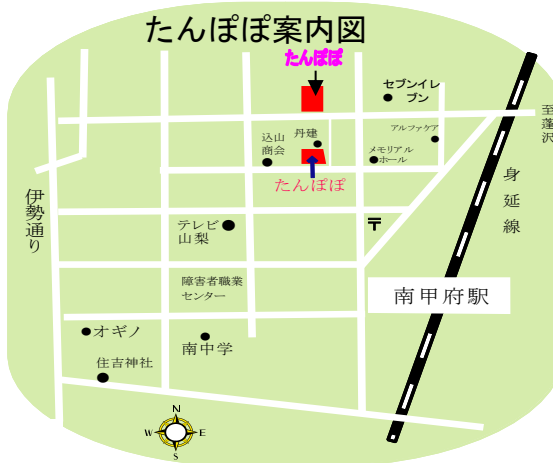 たんぽぽ案内図
たんぽぽ
セブンイレ
ブン
至蓬沢
アルファケア
込山
商会
丹建
メモリアル
ホール
たんぽぽ
身延線
伊勢通り
テレビ
山梨
〒
障害者職業
センター
南甲府駅
オギノ
南中学
住吉神社
N
W
E
S